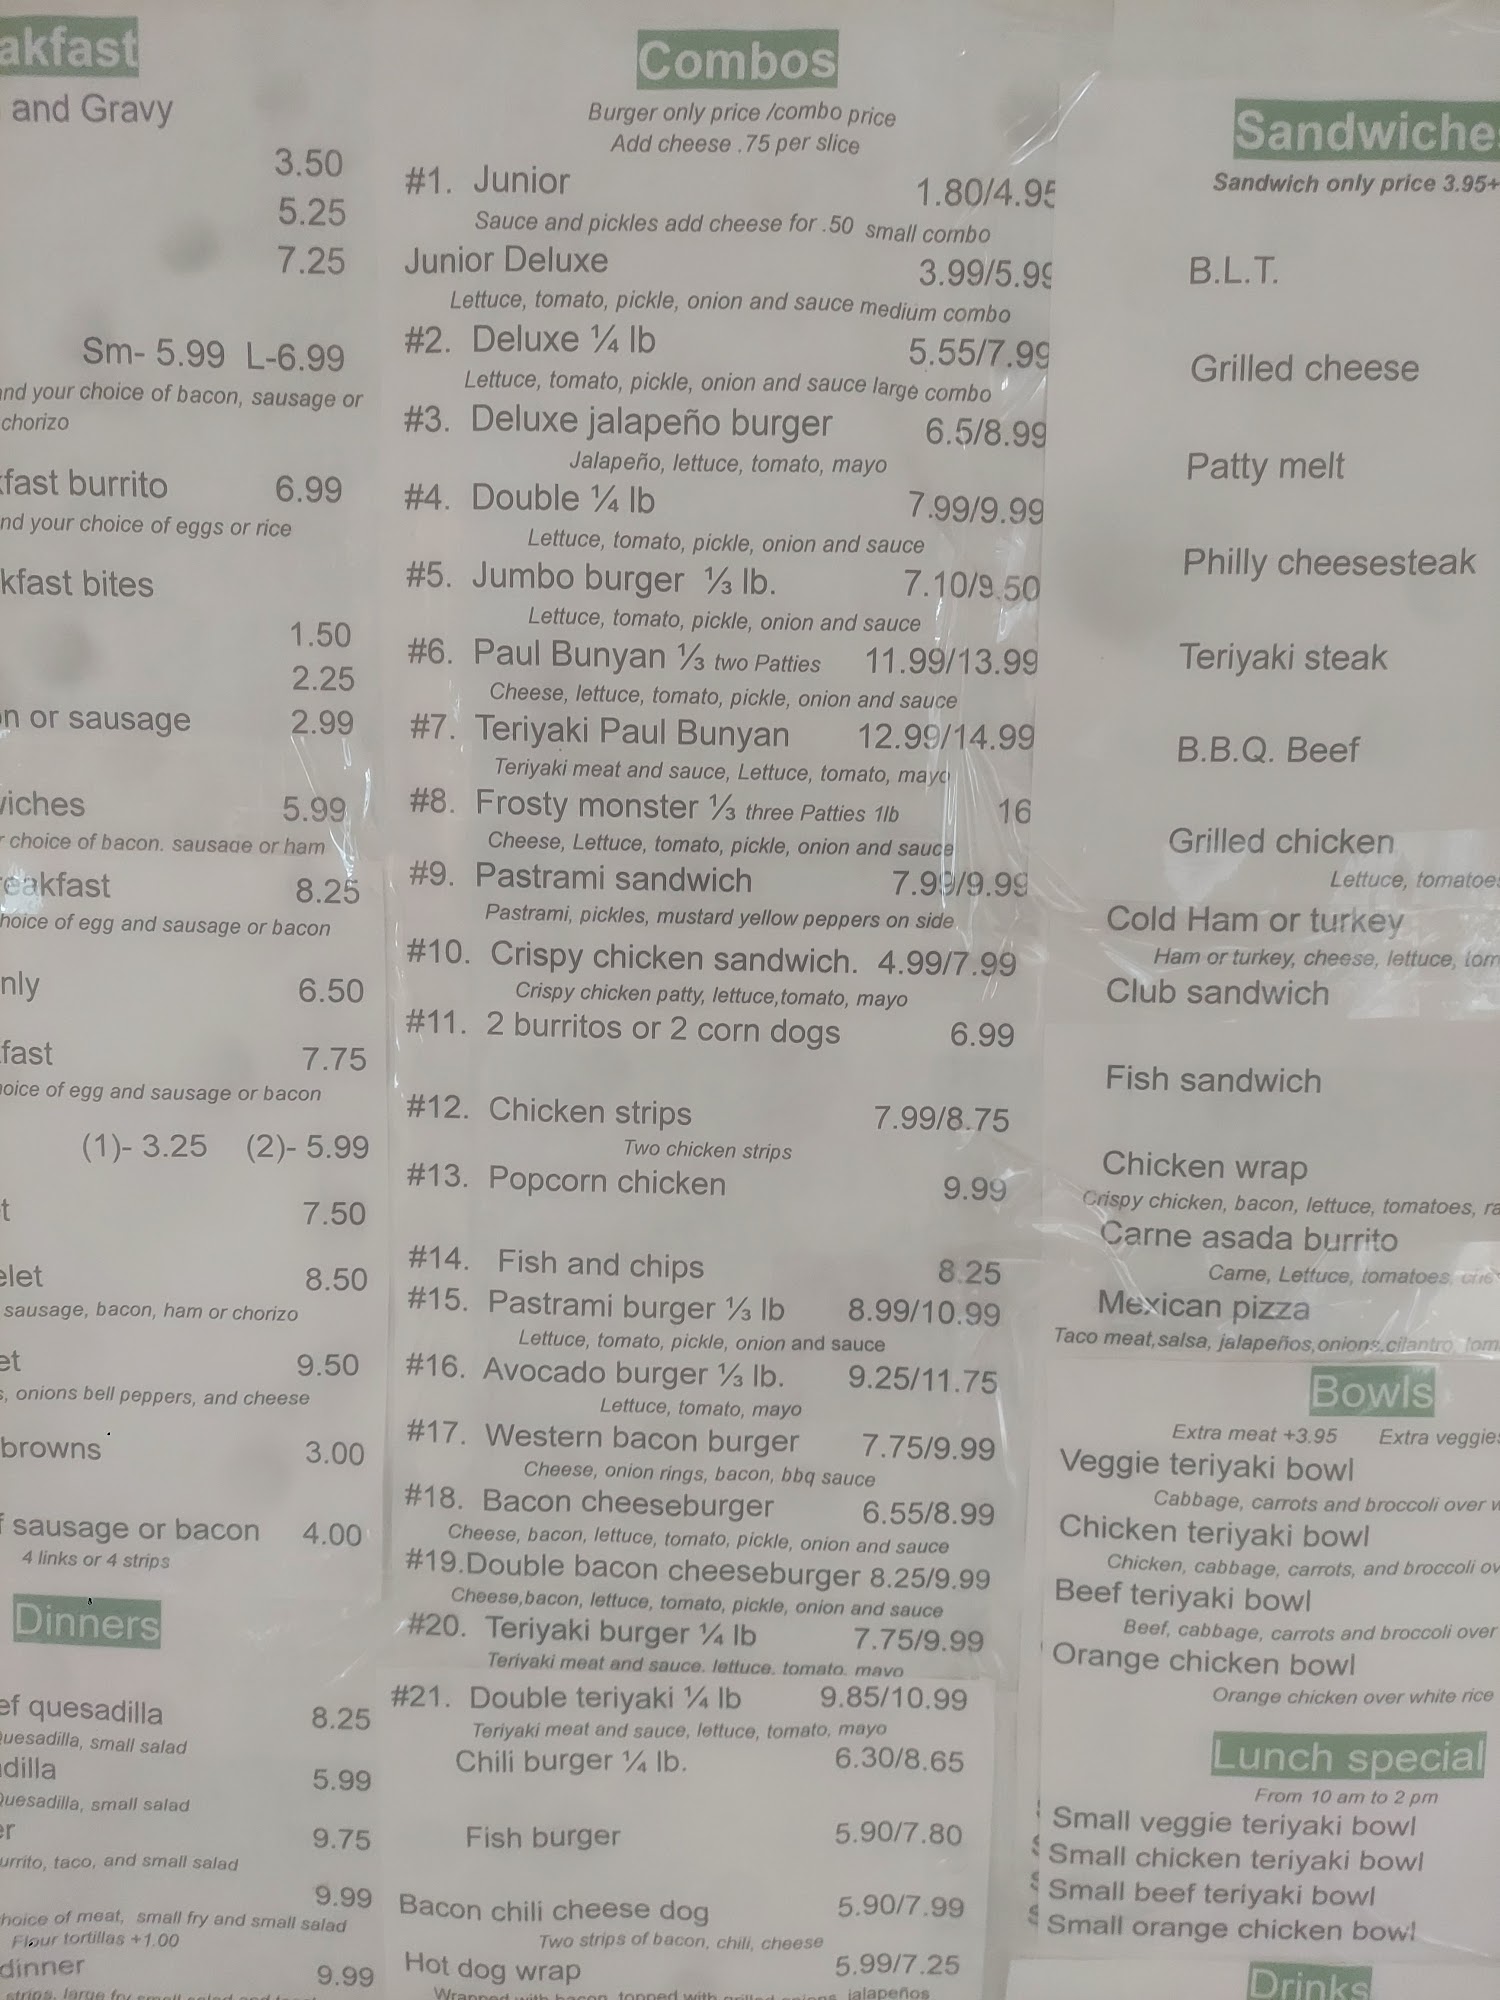 akfast
and Gravy
3.50
5.25
7.25
Sm- 5.99 L-6.99
and your choice of bacon, sausage or
chorizo
fast burrito 6.99
nd your choice of eggs or rice
kfast bites
1.50
2.25
n or sausage 2.99
iches 5.99
choice of bacon. sausage or ham
eakfast 8.25
hoice of egg and sausage or bacon
nly 6.50
fast 7.75
oice of egg and sausage or bacon
(1)- 3.25 (2)- 5.99
t 7.50
elet 8.50
sausage, bacon, ham or chorizo
et 9.50
s, onions bell peppers, and cheese
browns 3.00
f sausage or bacon 4.00
4 links or 4 strips
Dinners
ef quesadilla 8.25
Quesadilla, small salad
dilla 5.99
Quesadilla, small salad
er 9.75
urrito, taco, and small salad
9.99
hoice of meat, small fry and small salad
Flour tortillas +1.00
dinner 9.99
Combos
Burger only price /combo price
Add cheese .75 per slice
#1. Junior 1.80/4.95
Sauce and pickles add cheese for .50 small combo
Junior Deluxe 3.99/5.99
Lettuce, tomato, pickle, onion and sauce medium combo
#2. Deluxe ¼ lb 5.55/7.99
Lettuce, tomato, pickle, onion and sauce large combo
#3. Deluxe jalapeño burger 6.5/8.99
Jalapeño, lettuce, tomato, mayo
#4. Double ¼ lb 7.99/9.99
Lettuce, tomato, pickle, onion and sauce
#5. Jumbo burger ⅓ lb. 7.10/9.50
Lettuce, tomato, pickle, onion and sauce
#6. Paul Bunyan ⅓ two Patties 11.99/13.99
Cheese, lettuce, tomato, pickle, onion and sauce
#7. Teriyaki Paul Bunyan 12.99/14.99
Teriyaki meat and sauce, Lettuce, tomato, mayo
#8. Frosty monster ⅓ three Patties 1lb 16
Cheese, Lettuce, tomato, pickle, onion and sauce
#9. Pastrami sandwich 7.99/9.99
Pastrami, pickles, mustard yellow peppers on side
#10. Crispy chicken sandwich. 4.99/7.99
Crispy chicken patty, lettuce,tomato, mayo
#11. 2 burritos or 2 corn dogs 6.99
#12. Chicken strips 7.99/8.75
Two chicken strips
#13. Popcorn chicken 9.99
#14. Fish and chips 8.25
#15. Pastrami burger ⅓ lb 8.99/10.99
Lettuce, tomato, pickle, onion and sauce
#16. Avocado burger ⅓ lb. 9.25/11.75
Lettuce, tomato, mayo
#17. Western bacon burger 7.75/9.99
Cheese, onion rings, bacon, bbq sauce
#18. Bacon cheeseburger 6.55/8.99
Cheese, bacon, lettuce, tomato, pickle, onion and sauce
#19.Double bacon cheeseburger 8.25/9.99
Cheese,bacon, lettuce, tomato, pickle, onion and sauce
#20. Teriyaki burger ¼ lb 7.75/9.99
Teriyaki meat and sauce. lettuce. tomato. mayo
#21. Double teriyaki ¼ lb 9.85/10.99
Teriyaki meat and sauce, lettuce, tomato, mayo
Chili burger ¼ lb. 6.30/8.65
Fish burger 5.90/7.80
Bacon chili cheese dog 5.90/7.99
Two strips of bacon, chili, cheese
Hot dog wrap 5.99/7.25
Wrapped with bacon, topped with grilled onions, jalapeños
Sandwiches
Sandwich only price 3.95+
B.L.T.
Grilled cheese
Patty melt
Philly cheesesteak
Teriyaki steak
B.B.Q. Beef
Grilled chicken
Lettuce, tomatoes
Cold Ham or turkey
Ham or turkey, cheese, lettuce, tom
Club sandwich
Fish sandwich
Chicken wrap
Crispy chicken, bacon, lettuce, tomatoes, ra
Carne asada burrito
Carne, Lettuce, tomatoes,
Mexican pizza
Taco meat,salsa, jalapeños,onions,cilantro, tom
Bowls
Extra meat +3.95 Extra veggies
Veggie teriyaki bowl
Cabbage, carrots and broccoli over w
Chicken teriyaki bowl
Chicken, cabbage, carrots, and broccoli ov
Beef teriyaki bowl
Beef, cabbage, carrots and broccoli over
Orange chicken bowl
Orange chicken over white rice
Lunch special
From 10 am to 2 pm
Small veggie teriyaki bowl
Small chicken teriyaki bowl
Small beef teriyaki bowl
Small orange chicken bowl
Drinks